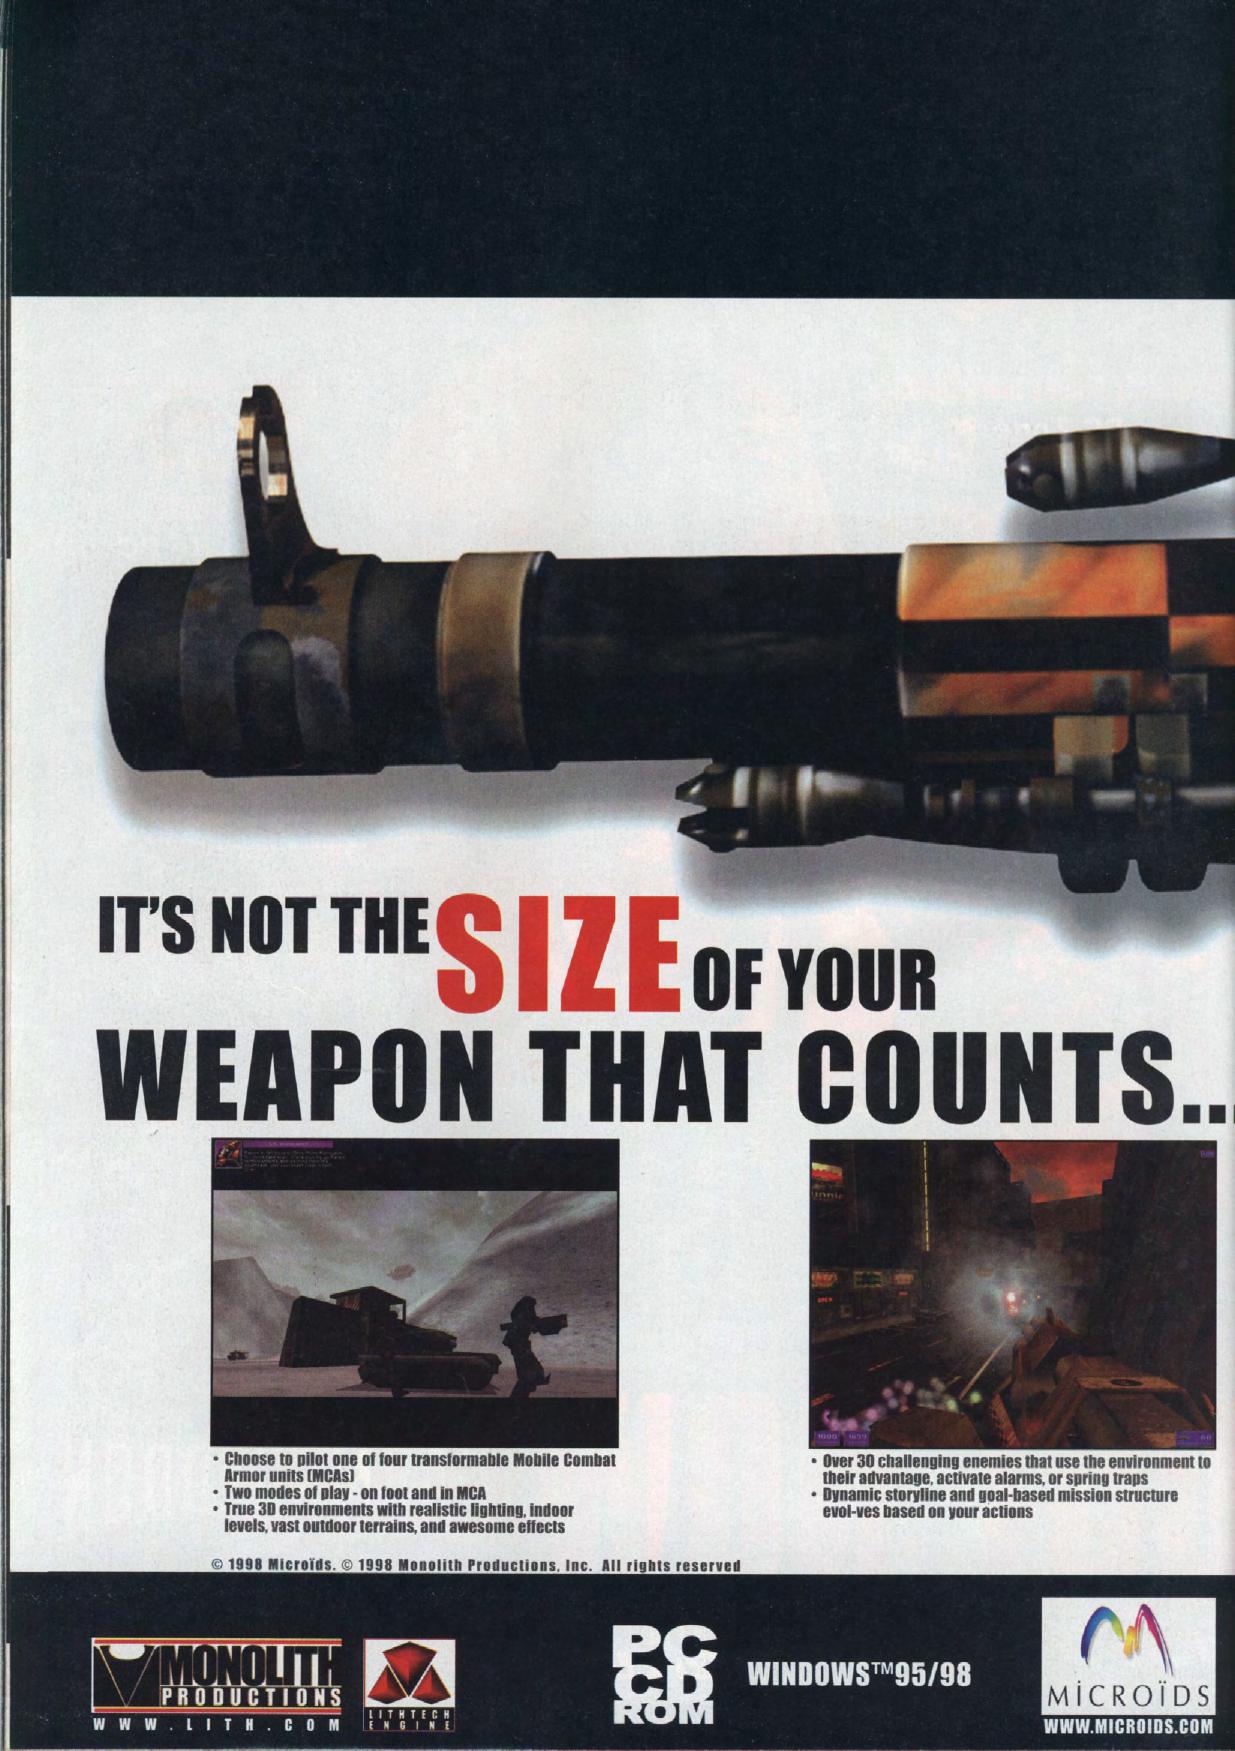 IT'S NOT THE SIZE OF YOUR
WEAPON THAT COUNTS...
• Choose to pilot one of four transformable Mobile Combat
Armor units (MCAs)
• Two modes of play - on foot and in MCA
• True 3D environments with realistic lighting, indoor
levels, vast outdoor terrains, and awesome effects
• Over 30 challenging enemies that use the environment to
their advantage, activate alarms, or spring traps
• Dynamic storyline and goal-based mission structure
evol-ves based on your actions
© 1998 Microïds. © 1998 Monolith Productions, Inc. All rights reserved
MONOLITH
PRODUCTIONS
WWW.LITH.COM
LITHTECH
ENGINE
PC
CD
ROM
WINDOWS™95/98
MiCROÏDS
WWW.MICROIDS.COM